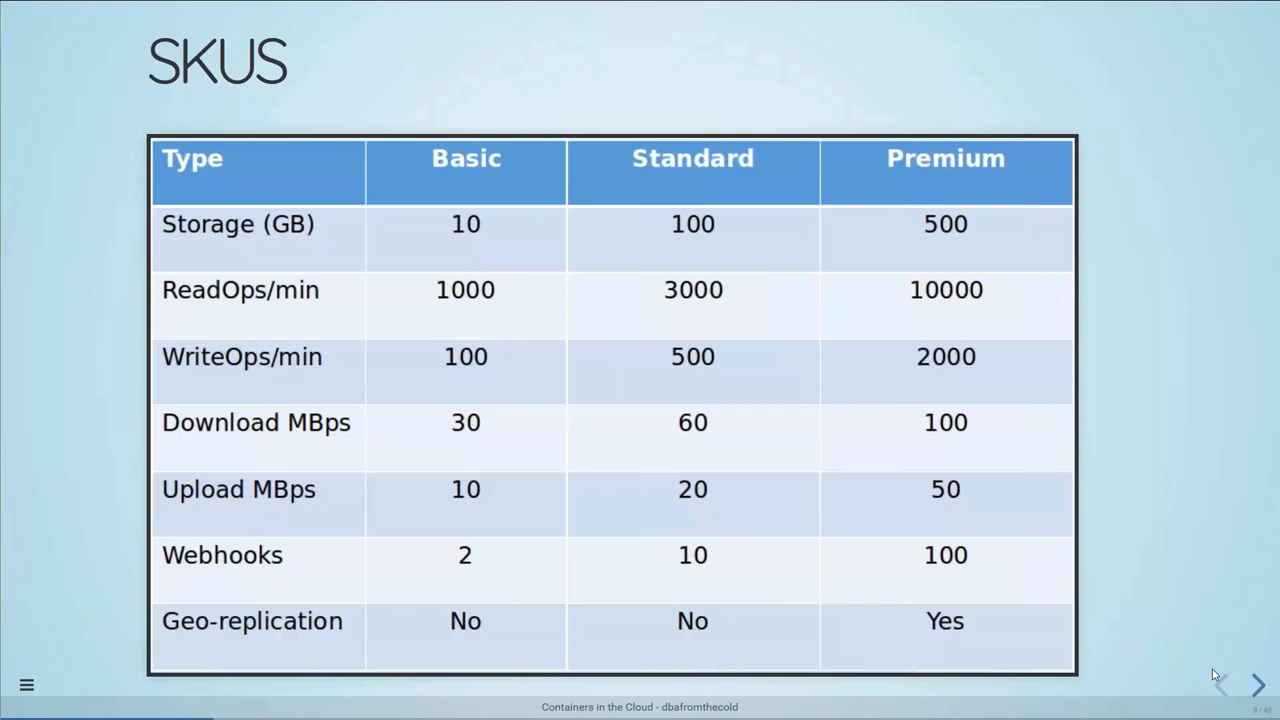 SKUS
Type Basic Standard Premium
Storage (GB) 10 100 500
ReadOps/min 1000 3000 10000
WriteOps/min 100 500 2000
Download MBps 30 60 100
Upload MBps 10 20 50
Webhooks 2 10 100
Geo-replication No No Yes
Containers in the Cloud - dbafromthecold